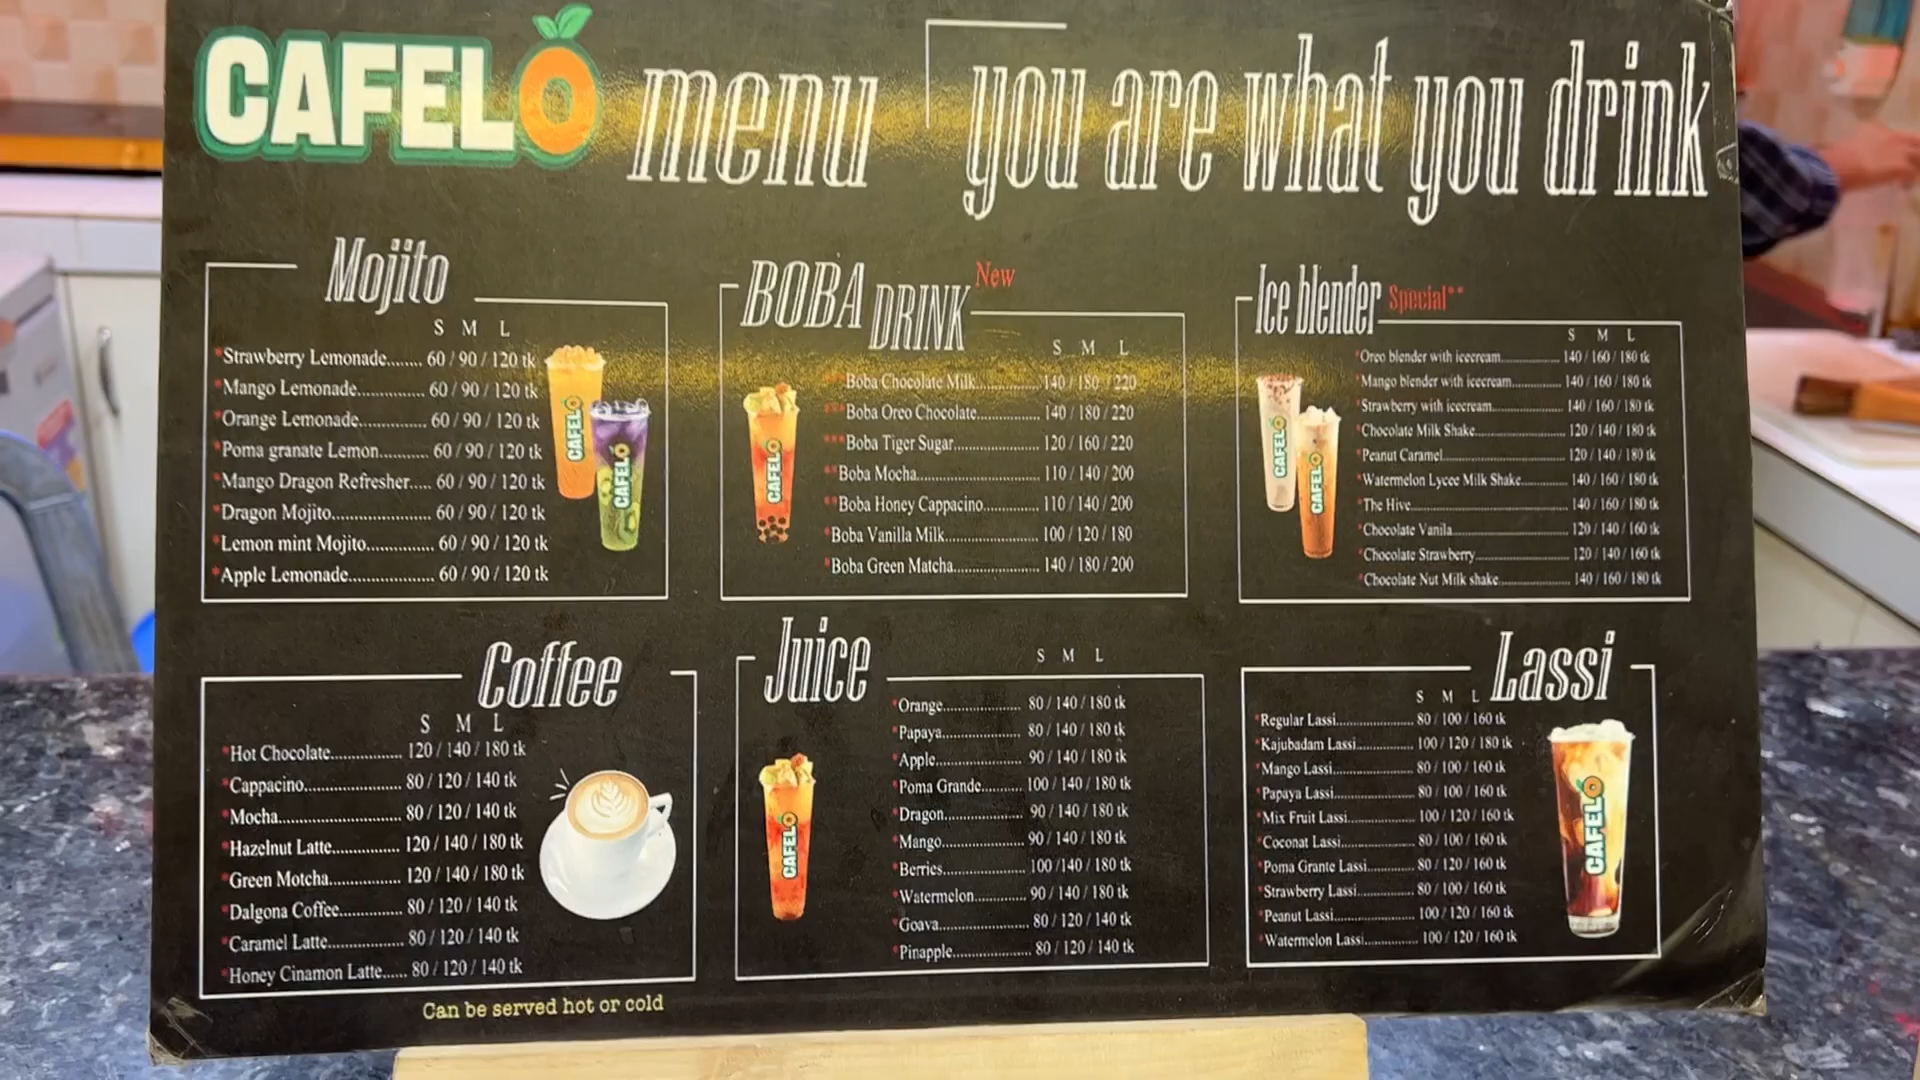 CAFELO menu you are what you drink
Mojito
S M L
*Strawberry Lemonade....... 60 / 90 / 120 tk
*Mango Lemonade.............. 60 / 90 / 120 tk
*Orange Lemonade.............. 60 / 90 / 120 tk
*Poma granate Lemon.......... 60 / 90 / 120 tk
*Mango Dragon Refresher..... 60 / 90 / 120 tk
*Dragon Mojito..................... 60 / 90 / 120 tk
*Lemon mint Mojito.............. 60 / 90 / 120 tk
*Apple Lemonade.................. 60 / 90 / 120 tk
CAFELO
CAFELO
BOBA DRINK New
S M L
***Boba Chocolate Milk.............. 140 / 180 / 220
***Boba Oreo Chocolate.............. 140 / 180 / 220
***Boba Tiger Sugar................... 120 / 160 / 220
**Boba Mocha........................... 110 / 140 / 200
**Boba Honey Cappacino............ 110 / 140 / 200
*Boba Vanilla Milk.................... 100 / 120 / 180
*Boba Green Matcha.................. 140 / 180 / 200
CAFELO
Ice blender Special**
S M L
*Oreo blender with icecream.................. 140 / 160 / 180 tk
*Mango blender with icecream................ 140 / 160 / 180 tk
*Strawberry with icecream..................... 140 / 160 / 180 tk
*Chocolate Milk Shake........................... 120 / 140 / 180 tk
*Peanut Caramel..................................... 120 / 140 / 180 tk
*Watermelon Lycee Milk Shake............... 140 / 160 / 180 tk
*The Hive............................................... 140 / 160 / 180 tk
*Chocolate Vanila................................... 120 / 140 / 160 tk
*Chocolate Strawberry............................ 120 / 140 / 160 tk
*Chocolate Nut Milk shake..................... 140 / 160 / 180 tk
CAFELO
CAFELO
Coffee
S M L
*Hot Chocolate................ 120 / 140 / 180 tk
*Cappacino...................... 80 / 120 / 140 tk
*Mocha............................ 80 / 120 / 140 tk
*Hazelnut Latte............... 120 / 140 / 180 tk
*Green Motcha................ 120 / 140 / 180 tk
*Dalgona Coffee.............. 80 / 120 / 140 tk
*Caramel Latte................. 80 / 120 / 140 tk
*Honey Cinamon Latte...... 80 / 120 / 140 tk
Can be served hot or cold
Juice
S M L
*Orange.................... 80 / 140 / 180 tk
*Papaya.................... 80 / 140 / 180 tk
*Apple...................... 90 / 140 / 180 tk
*Poma Grande.......... 100 / 140 / 180 tk
*Dragon.................... 90 / 140 / 180 tk
*Mango..................... 90 / 140 / 180 tk
*Berries.................... 100 /140 / 180 tk
*Watermelon............. 90 / 140 / 180 tk
*Goava....................... 80 / 120 / 140 tk
*Pinapple.................... 80 / 120 / 140 tk
CAFELO
Lassi
S M L
*Regular Lassi...................... 80 / 100 / 160 tk
*Kajubadam Lassi................ 100 / 120 / 180 tk
*Mango Lassi....................... 80 / 100 / 160 tk
*Papaya Lassi....................... 80 / 100 / 160 tk
*Mix Fruit Lassi................... 100 / 120 / 160 tk
*Coconat Lassi..................... 80 / 100 / 160 tk
*Poma Grante Lassi.............. 80 / 120 / 160 tk
*Strawberry Lassi................. 80 / 100 / 160 tk
*Peanut Lassi....................... 100 / 120 / 160 tk
*Watermelon Lassi............... 100 / 120 / 160 tk
CAFELO